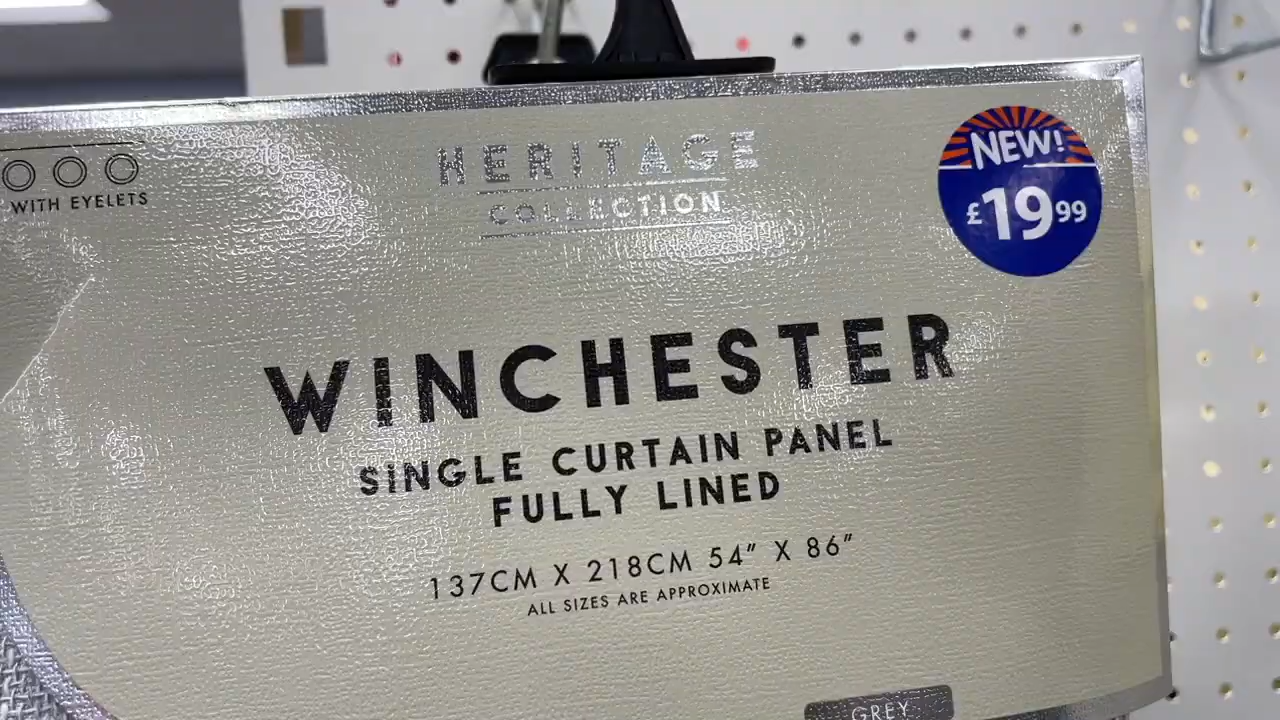 HERITAGE
COLLECTION
WITH EYELETS
NEW!
£19.99
WINCHESTER
SINGLE CURTAIN PANEL
FULLY LINED
137CM X 218CM 54” X 86”
ALL SIZES ARE APPROXIMATE
GREY